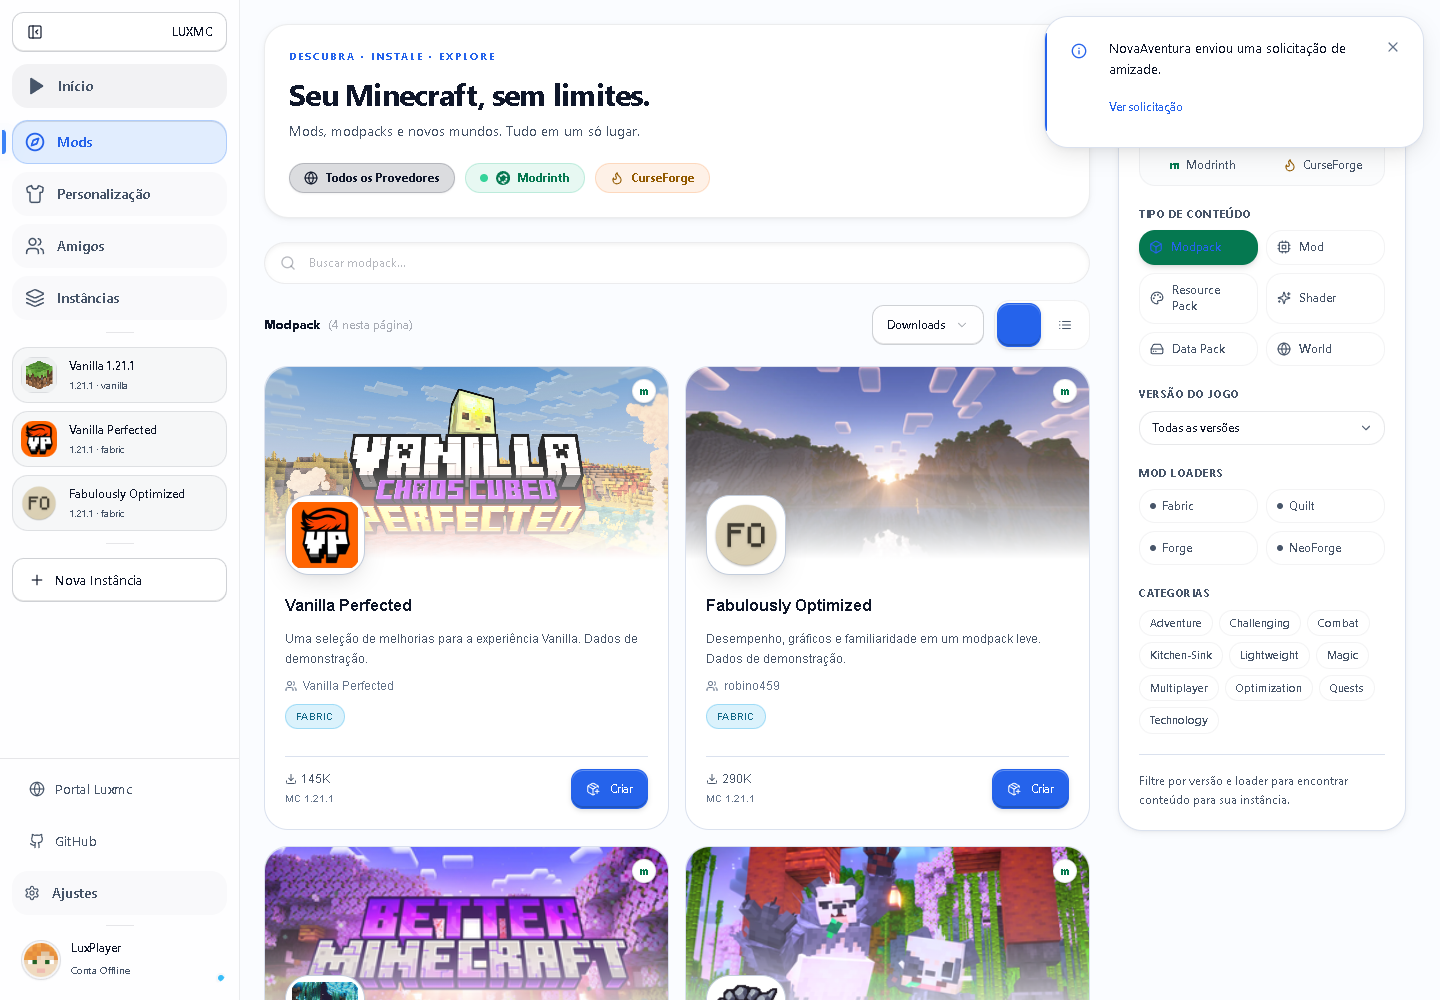 LUXMC
Início
Mods
Personalização
Amigos
Instâncias
Vanilla 1.21.1
1.21.1 · vanilla
Vanilla Perfected
1.21.1 · fabric
FO
Fabulously Optimized
1.21.1 · fabric
Nova Instância
Portal Luxmc
GitHub
Ajustes
LuxPlayer
Conta Offline
DESCUBRA · INSTALE · EXPLORE
Seu Minecraft, sem limites.
Mods, modpacks e novos mundos. Tudo em um só lugar.
Todos os Provedores
Modrinth
CurseForge
Buscar modpack...
Modpack (4 nesta página)
Downloads
m
VANILLA
CHAOS CUBED
PERFECTED
VP
Vanilla Perfected
Uma seleção de melhorias para a experiência Vanilla. Dados de
demonstração.
Vanilla Perfected
FABRIC
145K
MC 1.21.1
Criar
m
FO
Fabulously Optimized
Desempenho, gráficos e familiaridade em um modpack leve.
Dados de demonstração.
robino459
FABRIC
290K
MC 1.21.1
Criar
m
BETTER
MINECRAFT
m
NovaAventura enviou uma solicitação de
amizade.
Ver solicitação
m Modrinth
CurseForge
TIPO DE CONTEÚDO
Modpack
Mod
Resource
Pack
Shader
Data Pack
World
VERSÃO DO JOGO
Todas as versões
MOD LOADERS
Fabric
Quilt
Forge
NeoForge
CATEGORIAS
Adventure
Challenging
Combat
Kitchen-Sink
Lightweight
Magic
Multiplayer
Optimization
Quests
Technology
Filtre por versão e loader para encontrar
conteúdo para sua instância.